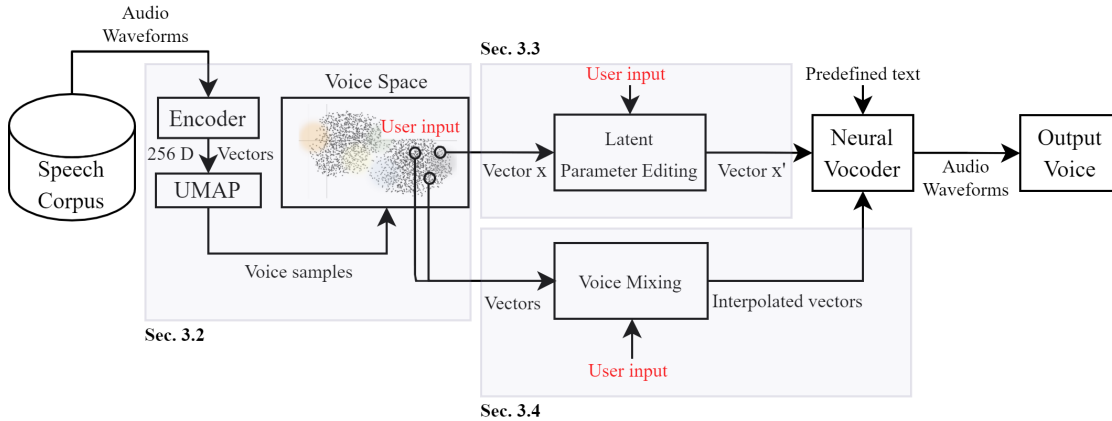 Audio
Waveforms
Speech
Corpus
Encoder
256 D
Vectors
UMAP
Voice samples
Voice Space
User input
Sec. 3.2
Sec. 3.3
User input
Vector x
Latent
Parameter Editing
Vector x'
Vectors
Voice Mixing
Interpolated vectors
User input
Sec. 3.4
Predefined text
Neural
Vocoder
Audio
Waveforms
Output
Voice